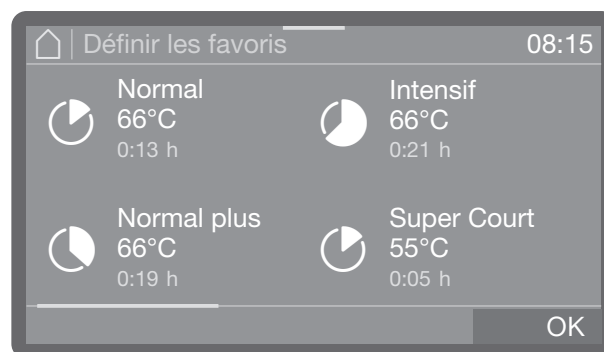 Définir les favoris 08:15
Normal
66°C
0:13 h
Intensif
66°C
0:21 h
Normal plus
66°C
0:19 h
Super Court
55°C
0:05 h
OK